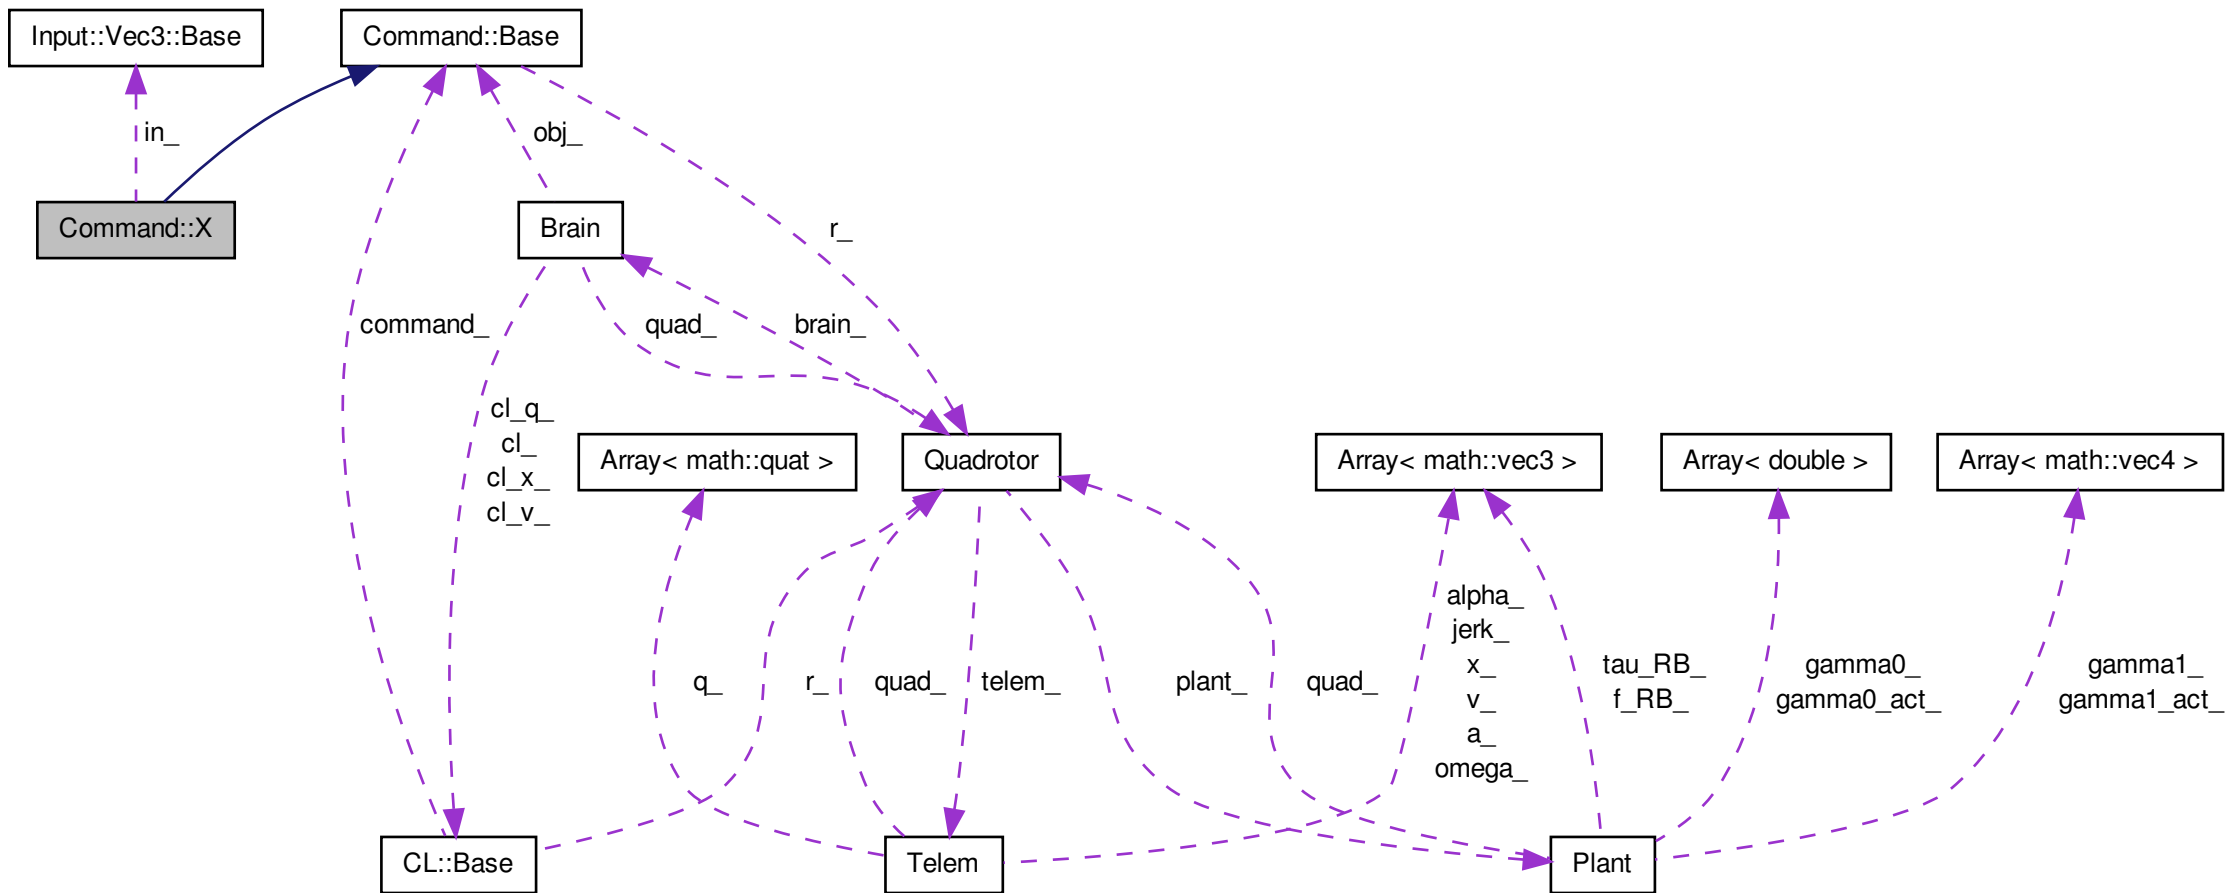 Input::Vec3::Base
Command::Base
in_
obj_
Command::X
Brain
r_
command_
quad_
brain_
cl_q_
cl_
cl_x_
cl_v_
Array< math::quat >
Quadrotor
Array< math::vec3 >
Array< double >
Array< math::vec4 >
q_
r_
quad_
telem_
plant_
quad_
alpha_
jerk_
x_
v_
a_
omega_
tau_RB_
f_RB_
gamma0_
gamma0_act_
gamma1_
gamma1_act_
CL::Base
Telem
Plant